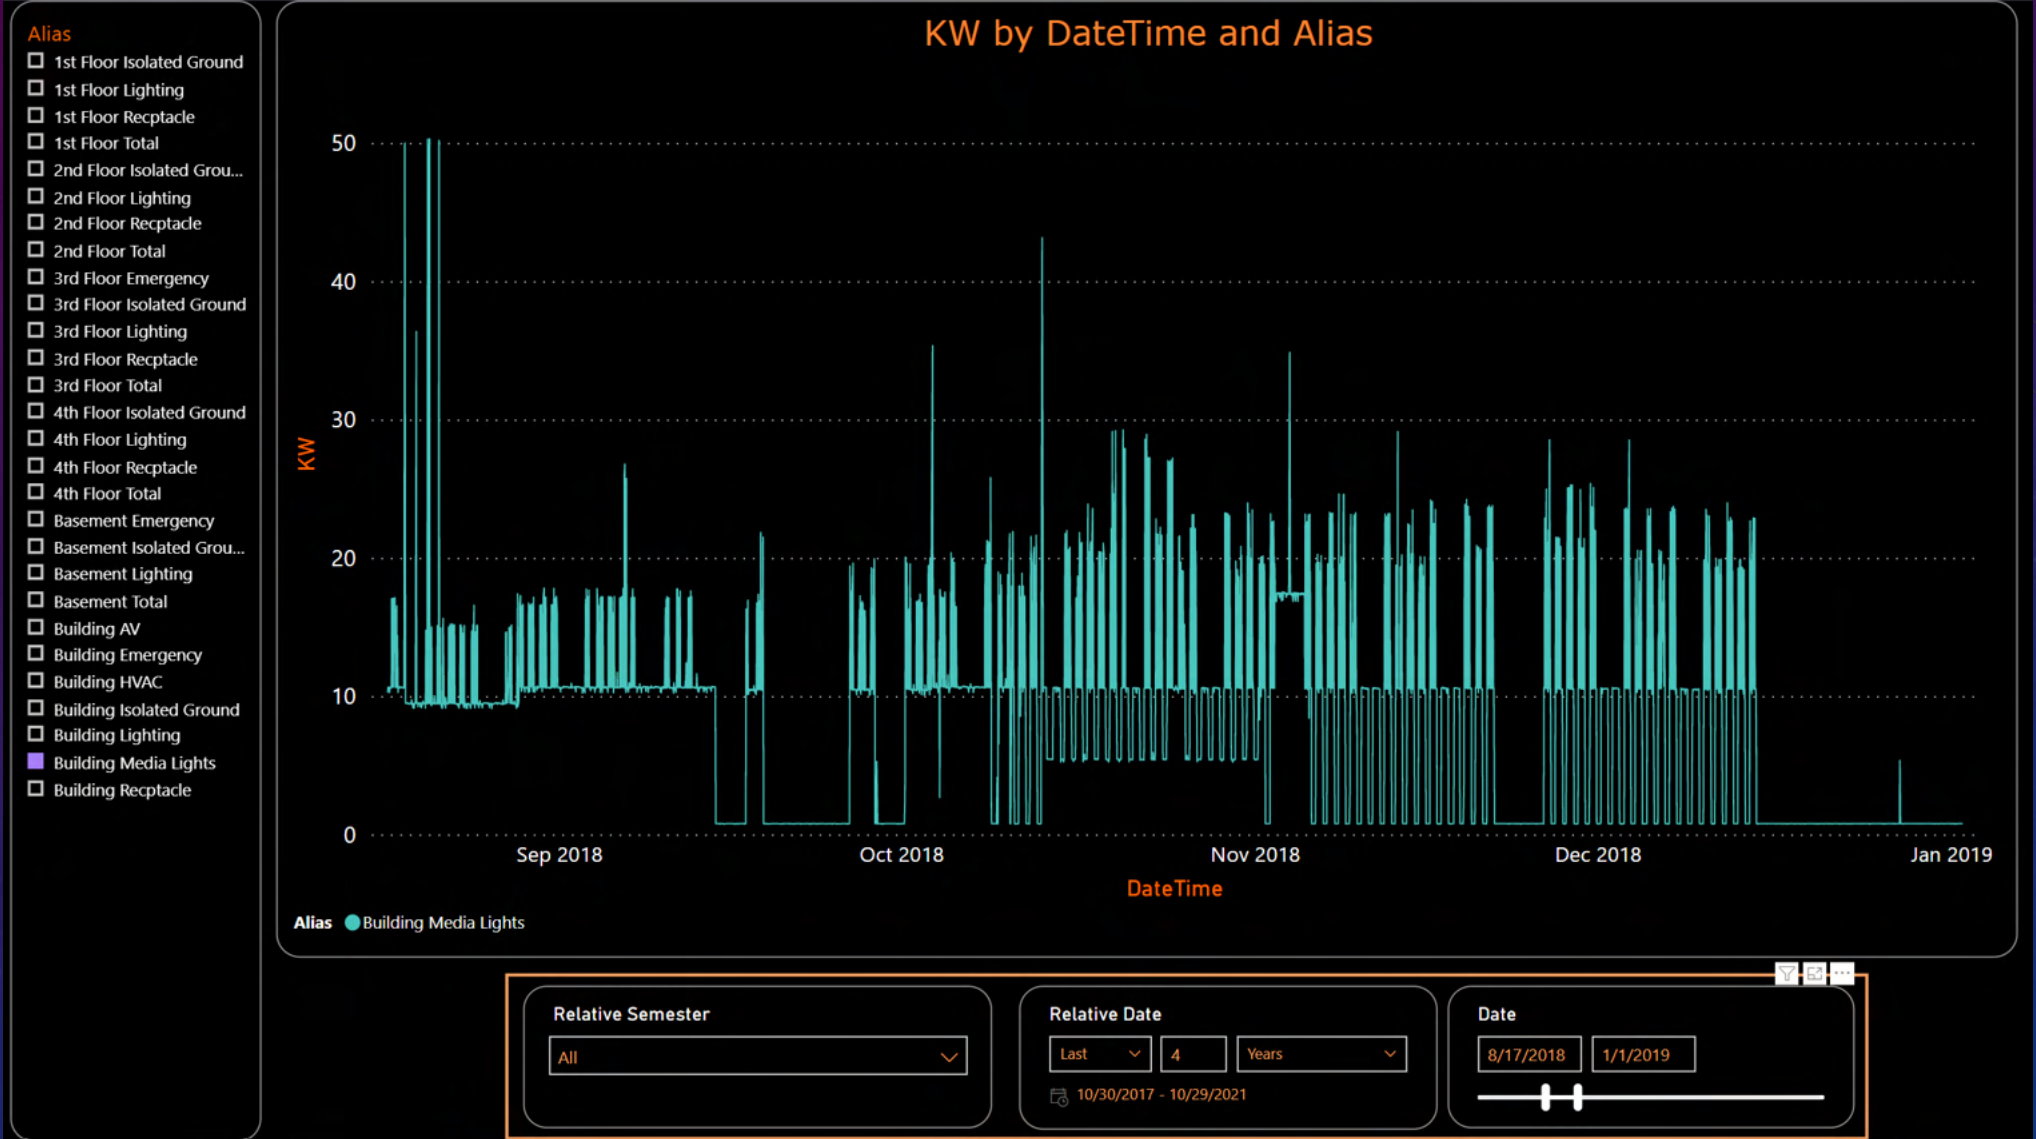 Alias
1st Floor Isolated Ground
1st Floor Lighting
1st Floor Recptacle
1st Floor Total
2nd Floor Isolated Grou...
2nd Floor Lighting
2nd Floor Recptacle
2nd Floor Total
3rd Floor Emergency
3rd Floor Isolated Ground
3rd Floor Lighting
3rd Floor Recptacle
3rd Floor Total
4th Floor Isolated Ground
4th Floor Lighting
4th Floor Recptacle
4th Floor Total
Basement Emergency
Basement Isolated Grou...
Basement Lighting
Basement Total
Building AV
Building Emergency
Building HVAC
Building Isolated Ground
Building Lighting
Building Media Lights
Building Recptacle
KW by DateTime and Alias
50
40
30
20
10
0
KW
Sep 2018 Oct 2018 Nov 2018 Dec 2018 Jan 2019
DateTime
Alias Building Media Lights
Relative Semester
All
Relative Date
Last 4 Years
10/30/2017 - 10/29/2021
Date
8/17/2018 1/1/2019